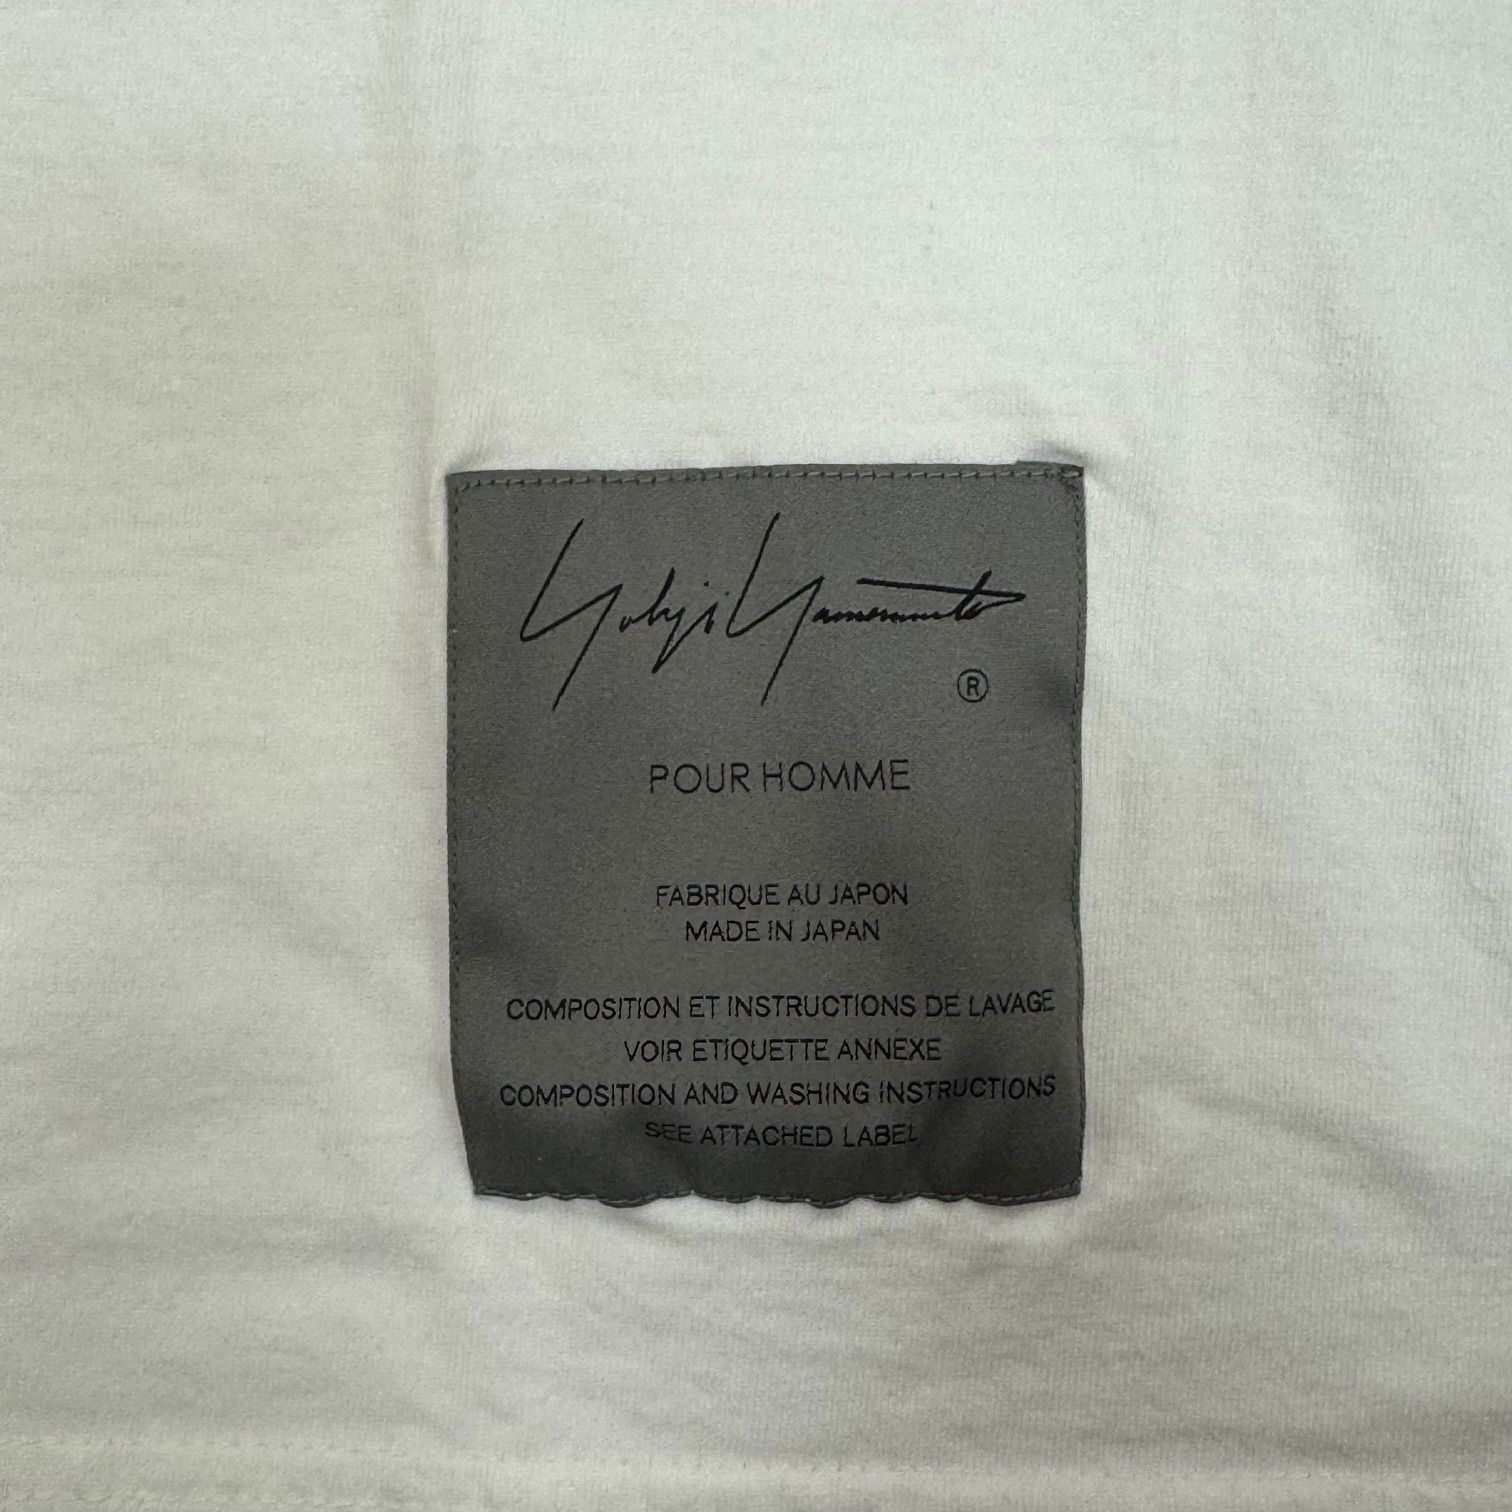 Yohji Yamamoto
®
POUR HOMME
FABRIQUE AU JAPON
MADE IN JAPAN
COMPOSITION ET INSTRUCTIONS DE LAVAGE
VOIR ETIQUETTE ANNEXE
COMPOSITION AND WASHING INSTRUCTIONS
SEE ATTACHED LABEL